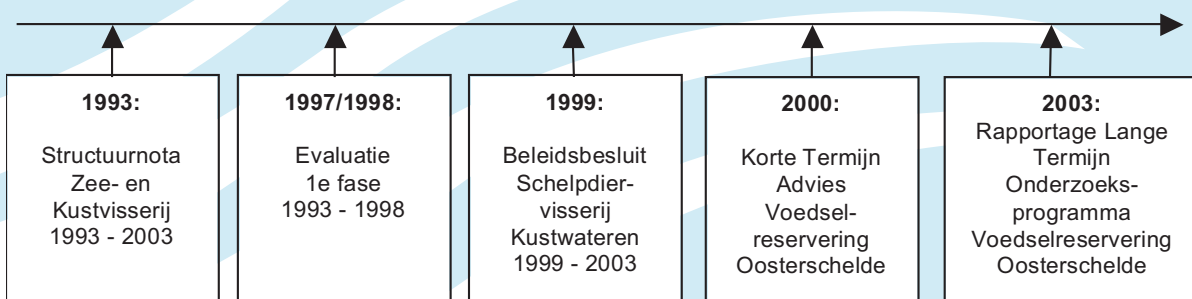 1993:
Structuurnota
Zee- en
Kustvisserij
1993 - 2003
1997/1998:
Evaluatie
1e fase
1993 - 1998
1999:
Beleidsbesluit
Schelpdier-
visserij
Kustwateren
1999 - 2003
2000:
Korte Termijn
Advies
Voedsel-
reservering
Oosterschelde
2003:
Rapportage Lange
Termijn
Onderzoeks-
programma
Voedselreservering
Oosterschelde